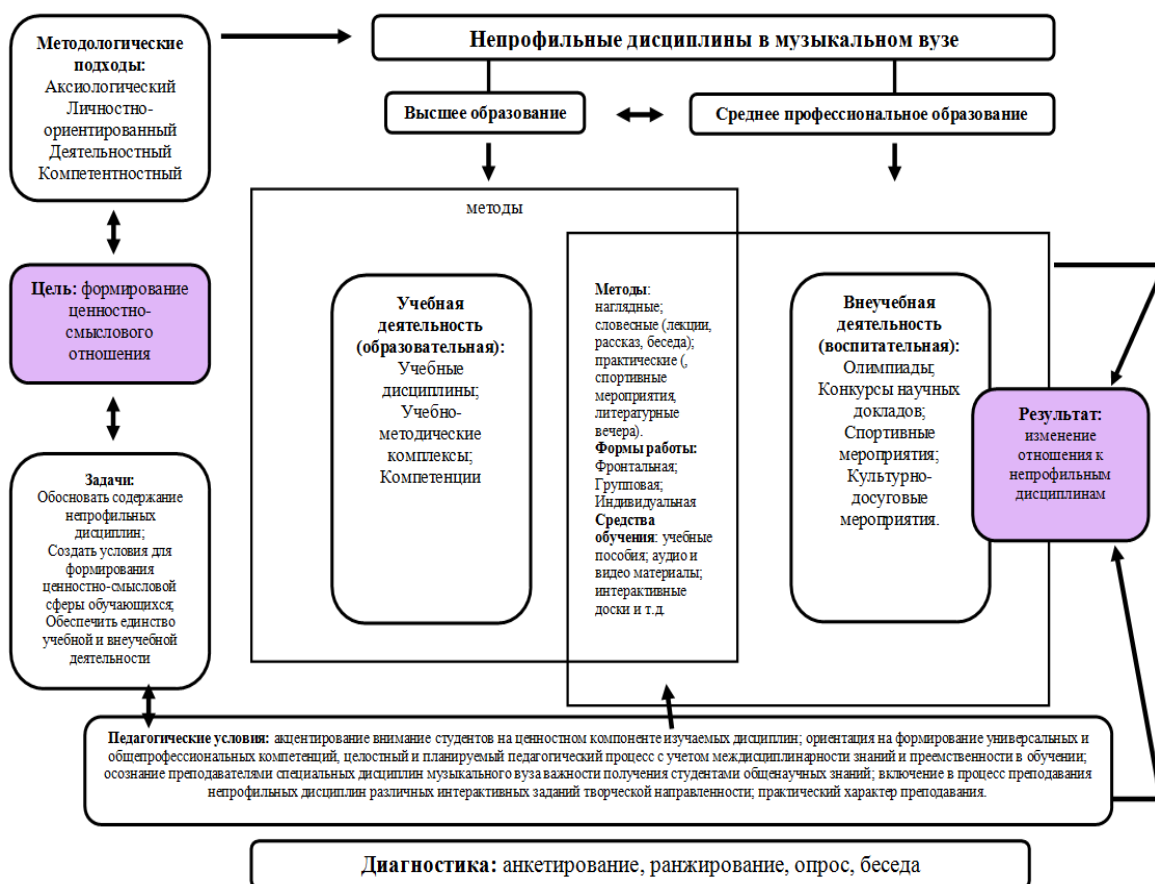 Методологические
подходы:
Аксиологический
Личностно-
ориентированный
Деятельностный
Компетентностный
Непрофильные дисциплины в музыкальном вузе
Высшее образование
Среднее профессиональное образование
Цель: формирование
ценностно-
смыслового
отношения
Задачи:
Обосновать содержание
непрофильных
дисциплин;
Создать условия для
формирования
ценностно-смысловой
сферы обучающихся;
Обеспечить единство
учебной и внеучебной
деятельности
методы
Учебная
деятельность
(образовательная):
Учебные
дисциплины;
Учебно-
методические
комплексы;
Компетенции
Методы:
наглядные;
словесные (лекции,
рассказ, беседа);
практические (,
спортивные
мероприятия,
литературные
вечера).
Формы работы:
Фронтальная;
Групповая;
Индивидуальная
Средства
обучения: учебные
пособия; аудио и
видео материалы;
интерактивные
доски и т.д.
Внеучебная
деятельность
(воспитательная):
Олимпиады;
Конкурсы научных
докладов;
Спортивные
мероприятия;
Культурно-
досуговые
мероприятия.
Результат:
изменение
отношения к
непрофильным
дисциплинам
Педагогические условия: акцентирование внимание студентов на ценностном компоненте изучаемых дисциплин; ориентация на формирование универсальных и
общепрофессиональных компетенций, целостный и планируемый педагогический процесс с учетом междисциплинарности знаний и преемственности в обучении;
осознание преподавателями специальных дисциплин музыкального вуза важности получения студентами общенаучных знаний; включение в процесс преподавания
непрофильных дисциплин различных интерактивных заданий творческой направленности; практический характер преподавания.
Диагностика: анкетирование, ранжирование, опрос, беседа